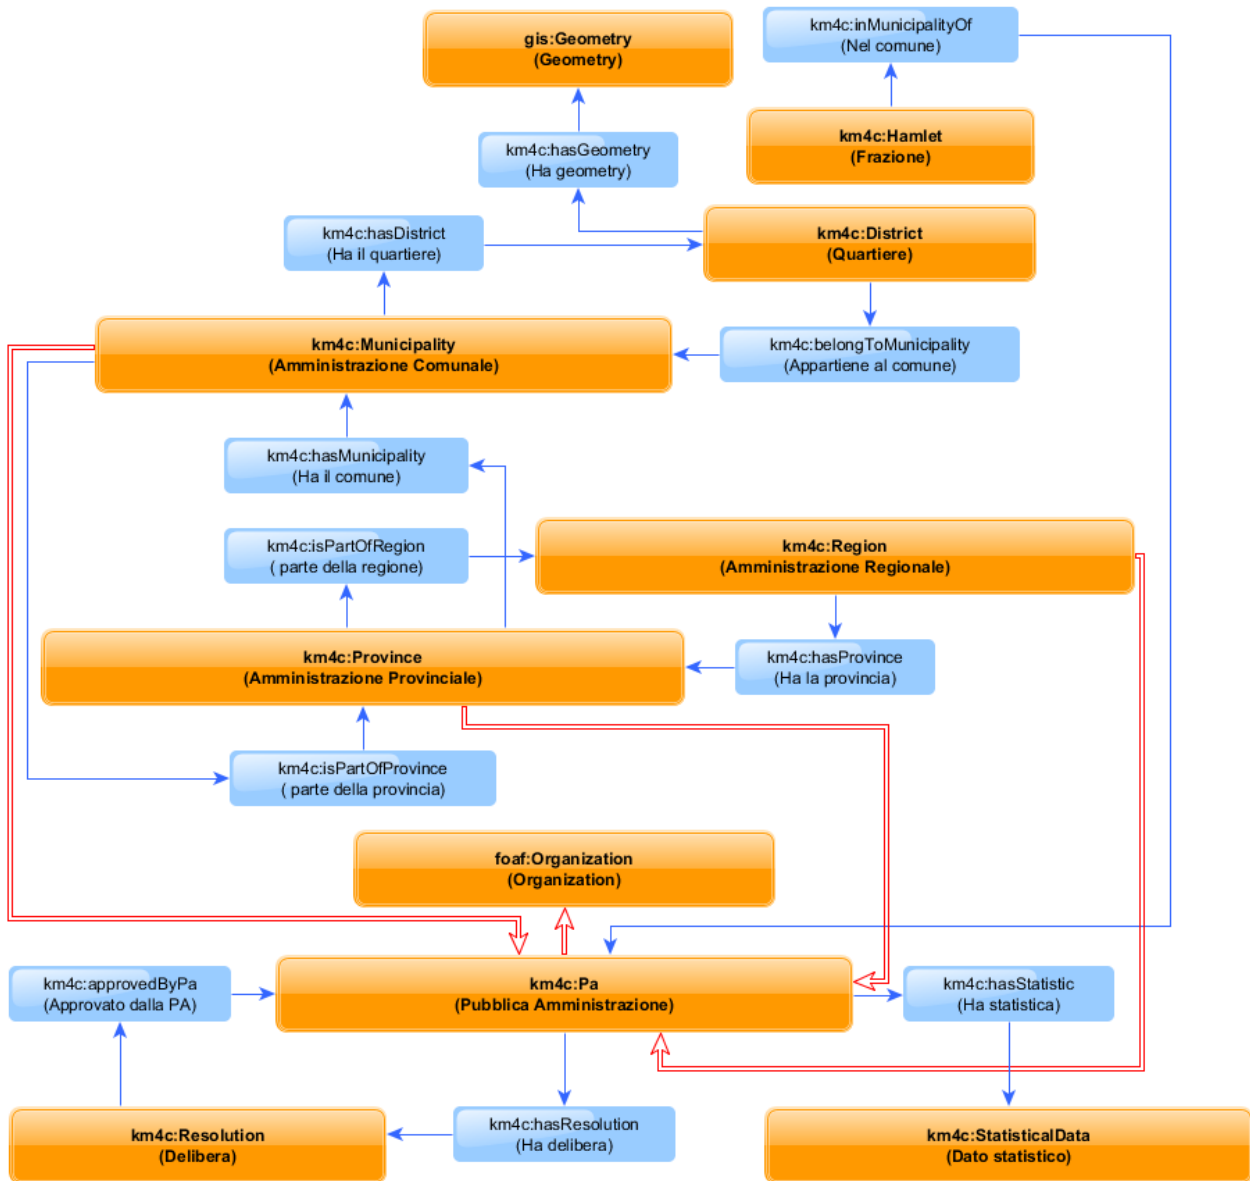 gis:Geometry
(Geometry)
km4c:inMunicipalityOf
(Nel comune)
km4c:hasGeometry
(Ha geometry)
km4c:Hamlet
(Frazione)
km4c:hasDistrict
(Ha il quartiere)
km4c:District
(Quartiere)
km4c:Municipality
(Amministrazione Comunale)
km4c:belongToMunicipality
(Appartiene al comune)
km4c:hasMunicipality
(Ha il comune)
km4c:isPartOfRegion
( parte della regione)
km4c:Region
(Amministrazione Regionale)
km4c:Province
(Amministrazione Provinciale)
km4c:hasProvince
(Ha la provincia)
km4c:isPartOfProvince
( parte della provincia)
foaf:Organization
(Organization)
km4c:approvedByPa
(Approvato dalla PA)
km4c:Pa
(Pubblica Amministrazione)
km4c:hasStatistic
(Ha statistica)
km4c:Resolution
(Delibera)
km4c:hasResolution
(Ha delibera)
km4c:StatisticalData
(Dato statistico)